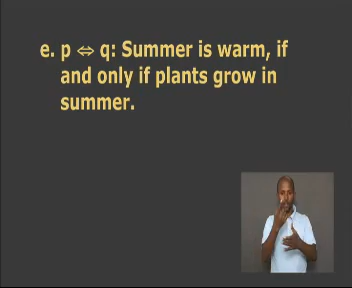 e. p ⇔ q: Summer is warm, if
and only if plants grow in
summer.